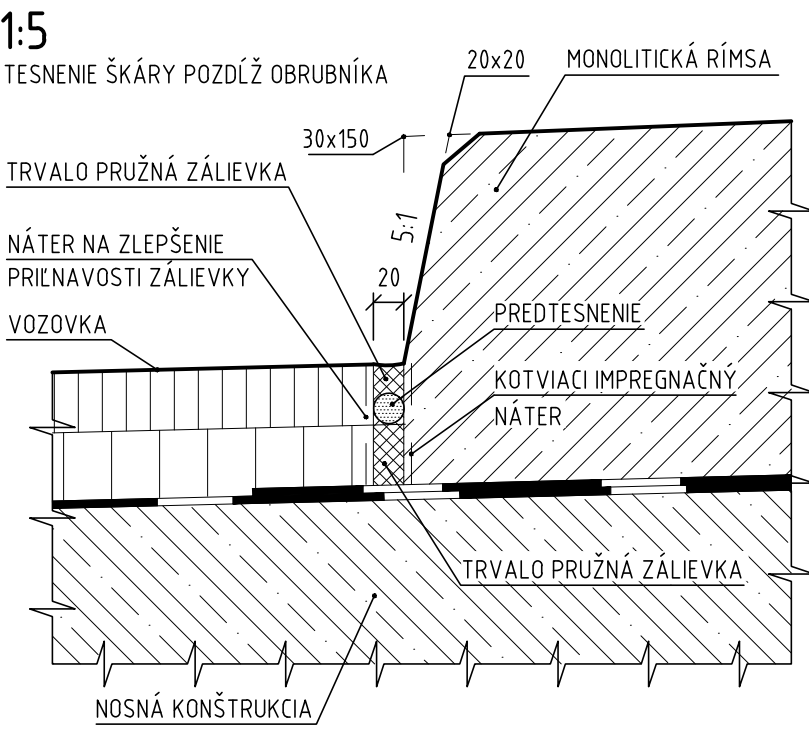 1:5
TESNENIE ŠKÁRY POZDĹŽ OBRUBNÍKA
20x20
MONOLITICKÁ RÍMSA
30x150
TRVALO PRUŽNÁ ZÁLIEVKA
5:1
NÁTER NA ZLEPŠENIE
PRIĽNAVOSTI ZÁLIEVKY
20
VOZOVKA
PREDTESNENIE
KOTVIACI IMPREGNAČNÝ
NÁTER
TRVALO PRUŽNÁ ZÁLIEVKA
NOSNÁ KONŠTRUKCIA